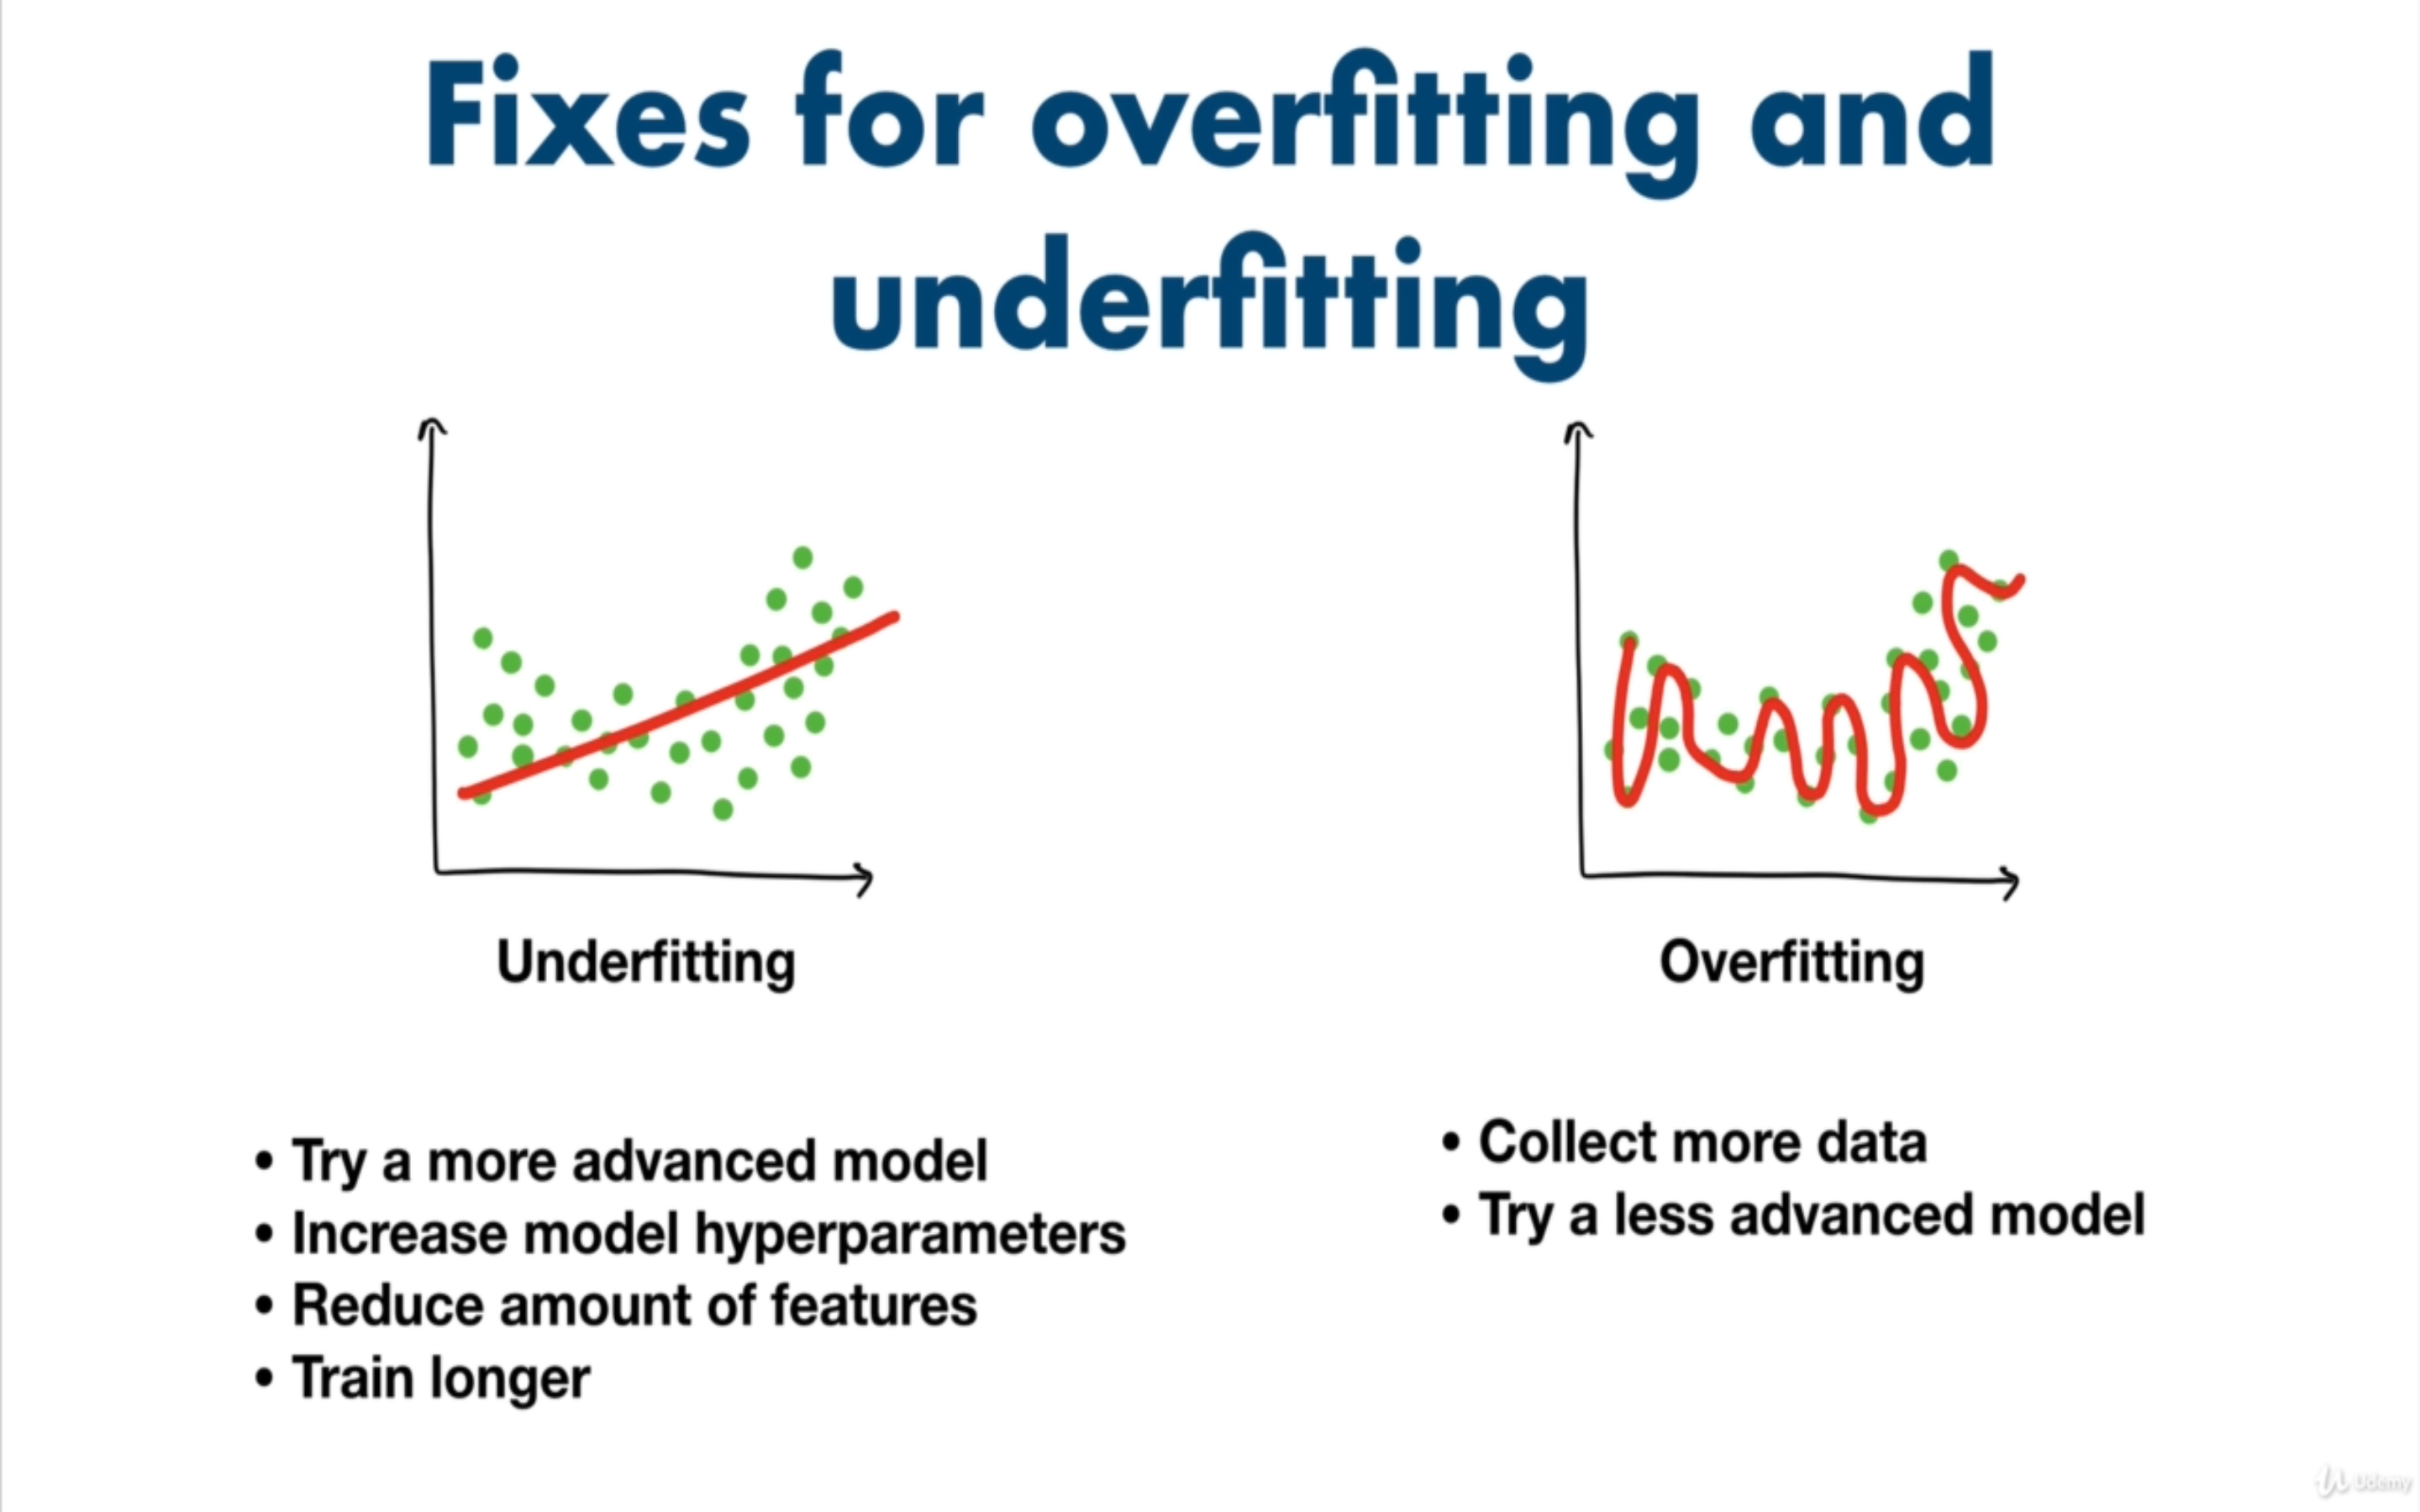 Fixes for overfitting and
underfitting
Underfitting
Overfitting
• Try a more advanced model
• Increase model hyperparameters
• Reduce amount of features
• Train longer
• Collect more data
• Try a less advanced model
Udemy